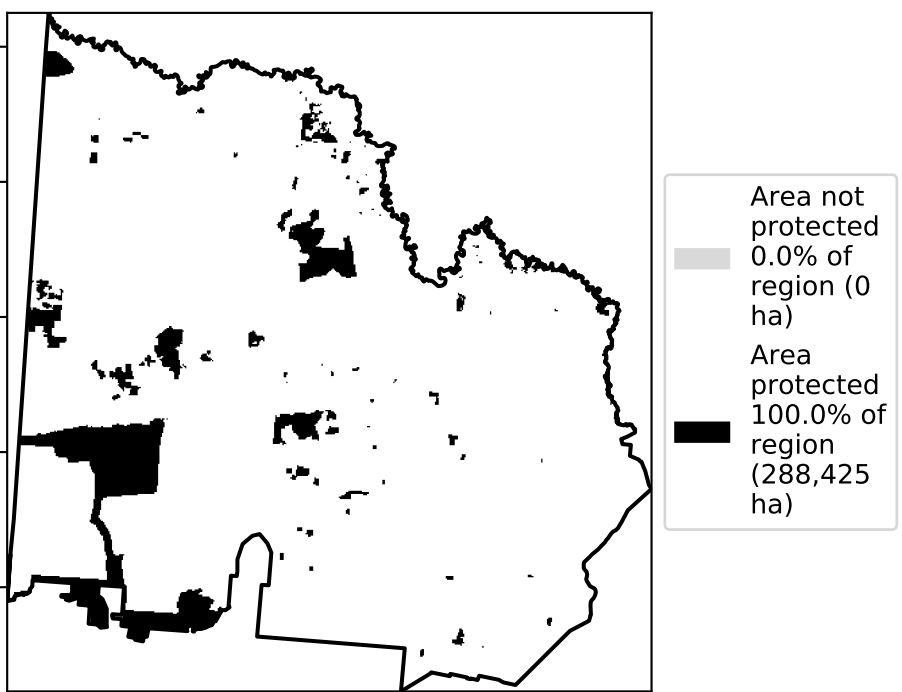 Area not
protected
0.0% of
region (0
ha)
Area
protected
100.0% of
region
(288,425
ha)